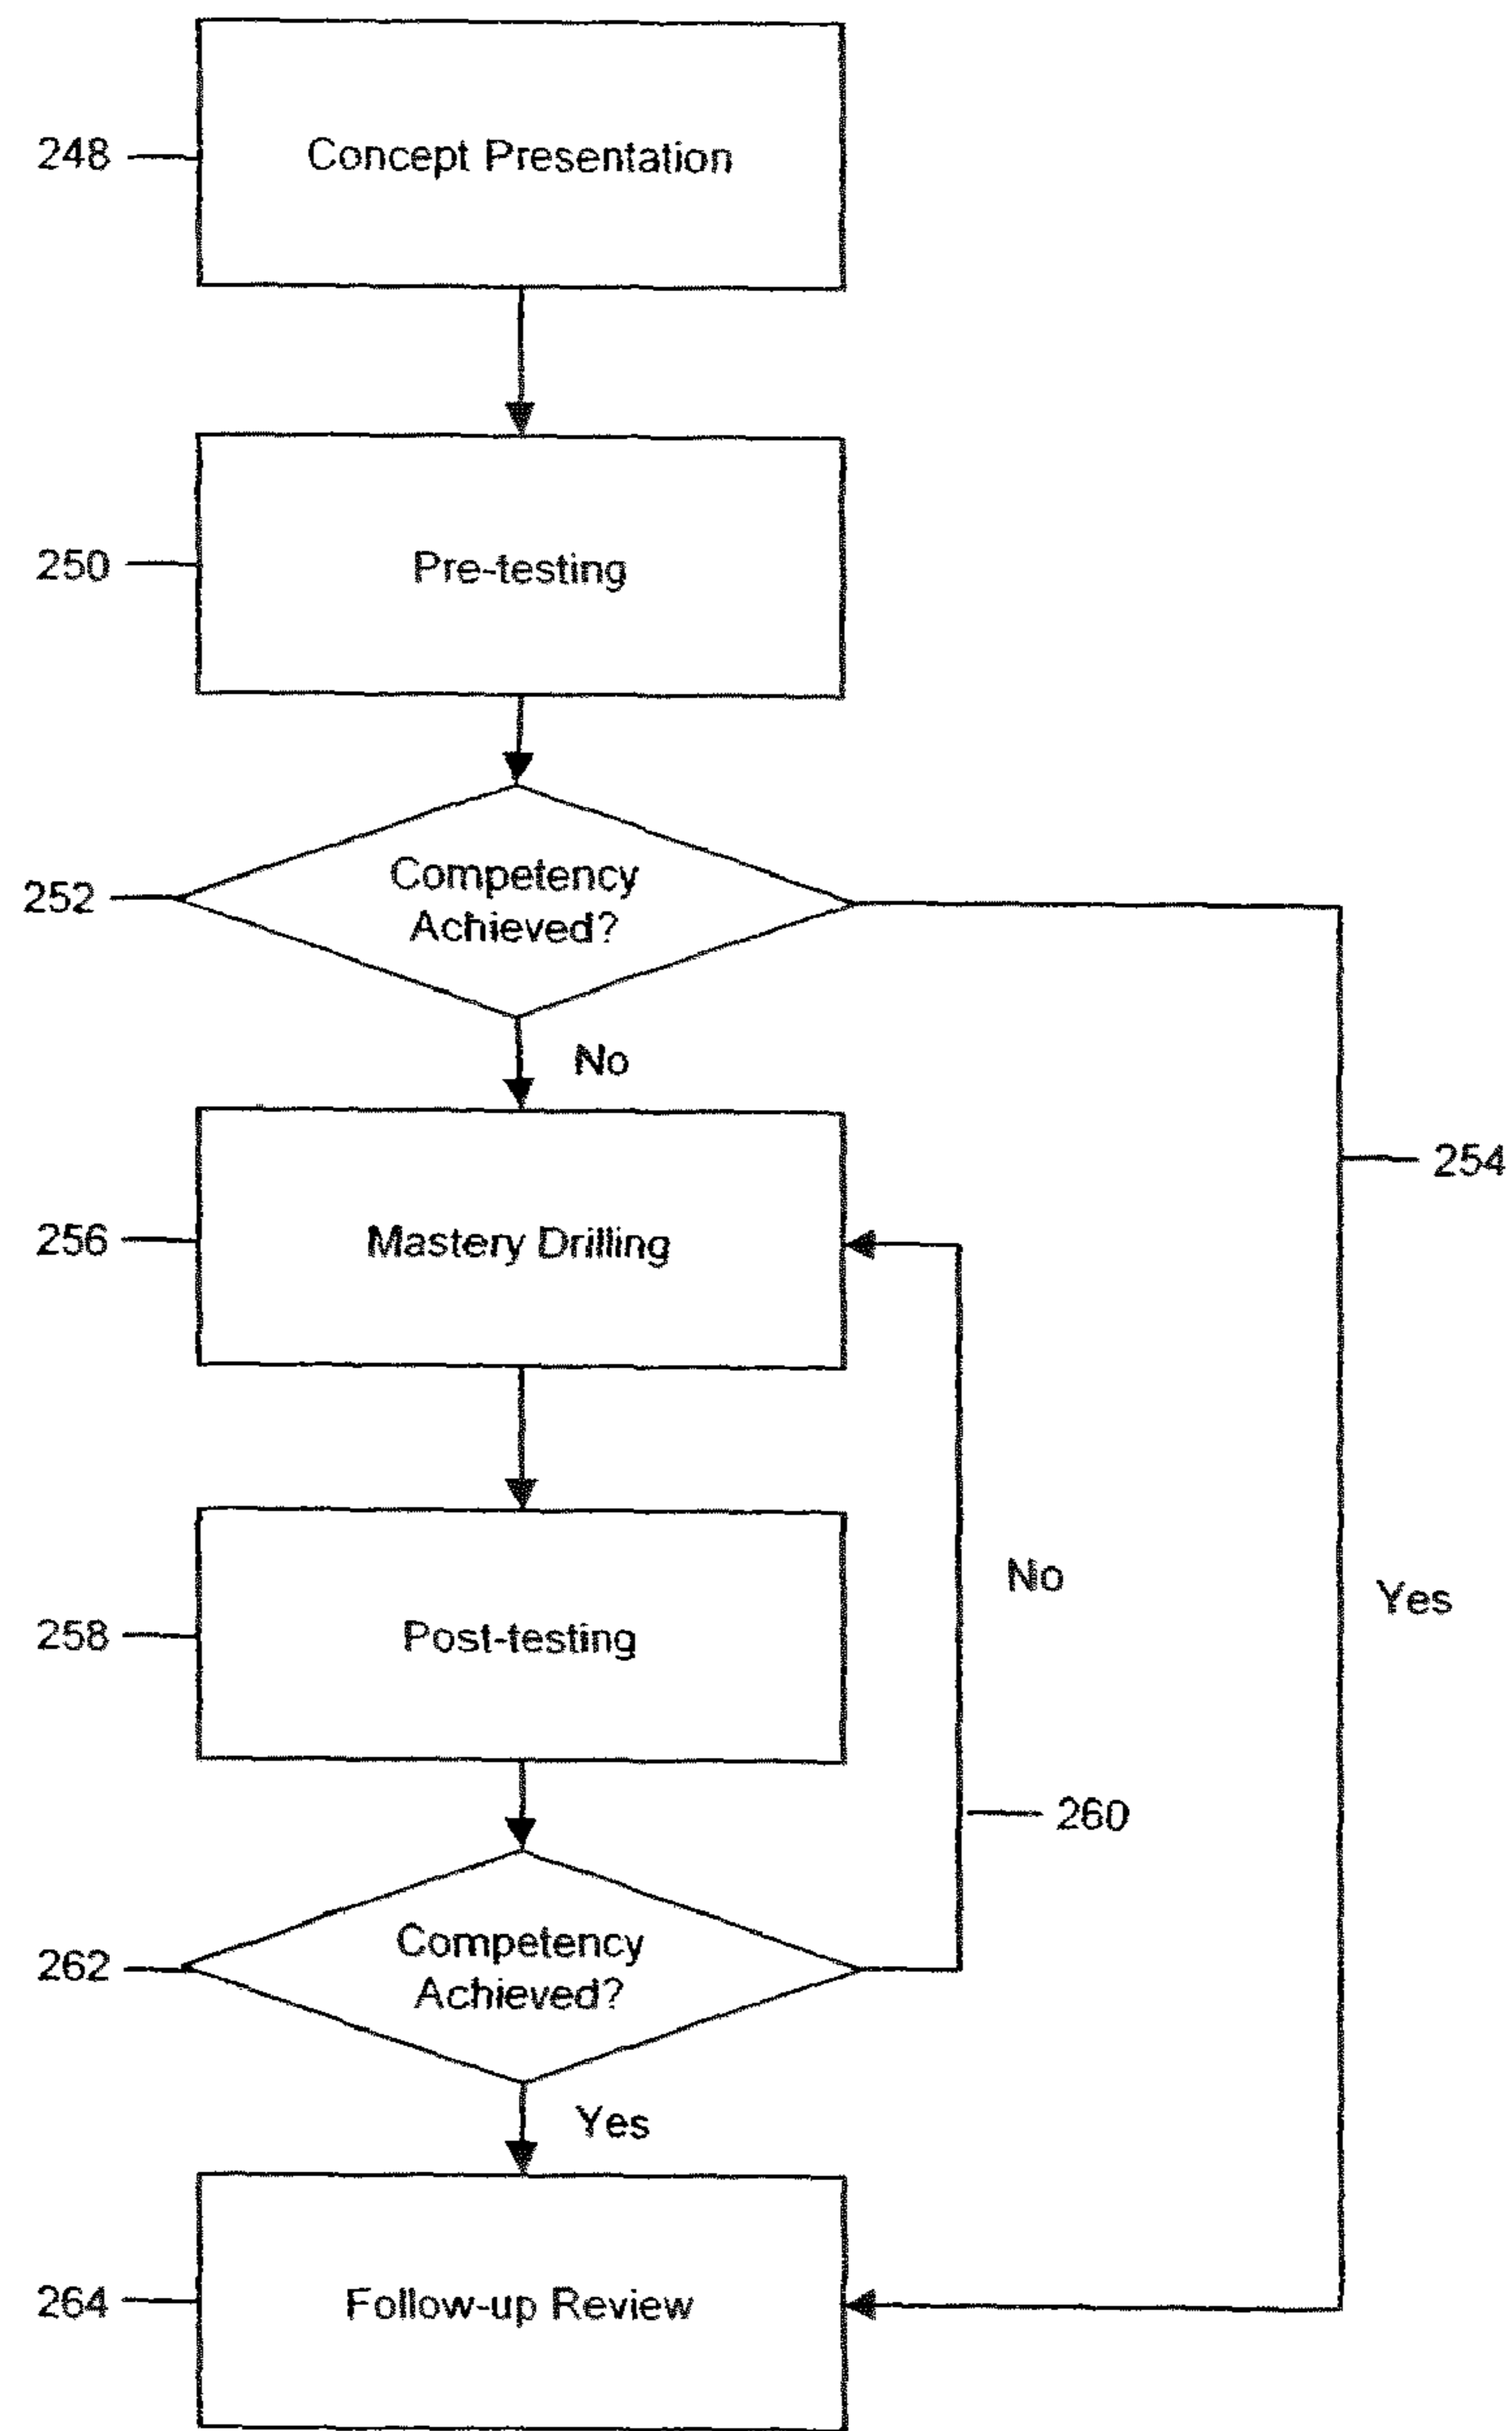 248
Concept Presentation
250
Pre-testing
252
Competency
Achieved?
No
254
256
Mastery Drilling
No
Yes
258
Post-testing
260
262
Competency
Achieved?
Yes
264
Follow-up Review